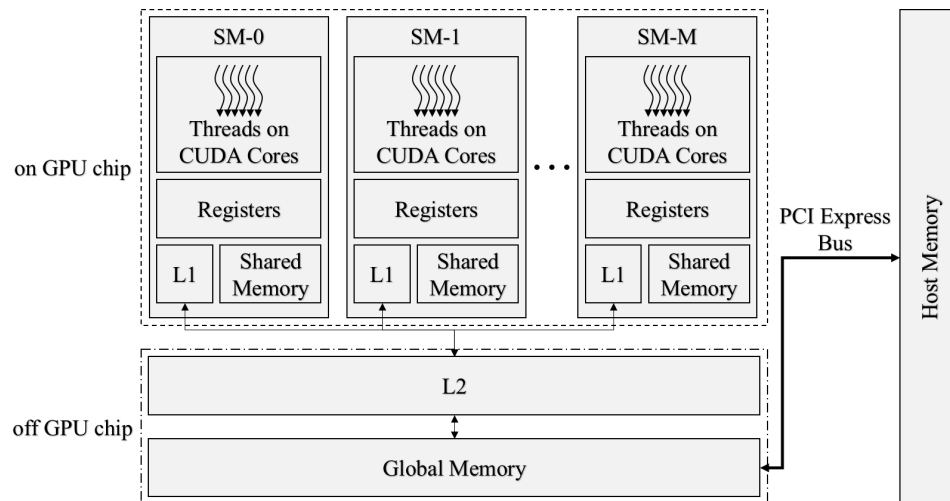 SM-0
SM-1
SM-M
Threads on
CUDA Cores
Threads on
CUDA Cores
Threads on
CUDA Cores
on GPU chip
. . .
Registers
Registers
Registers
L1
Shared
Memory
L1
Shared
Memory
L1
Shared
Memory
PCI Express
Bus
Host Memory
L2
off GPU chip
Global Memory